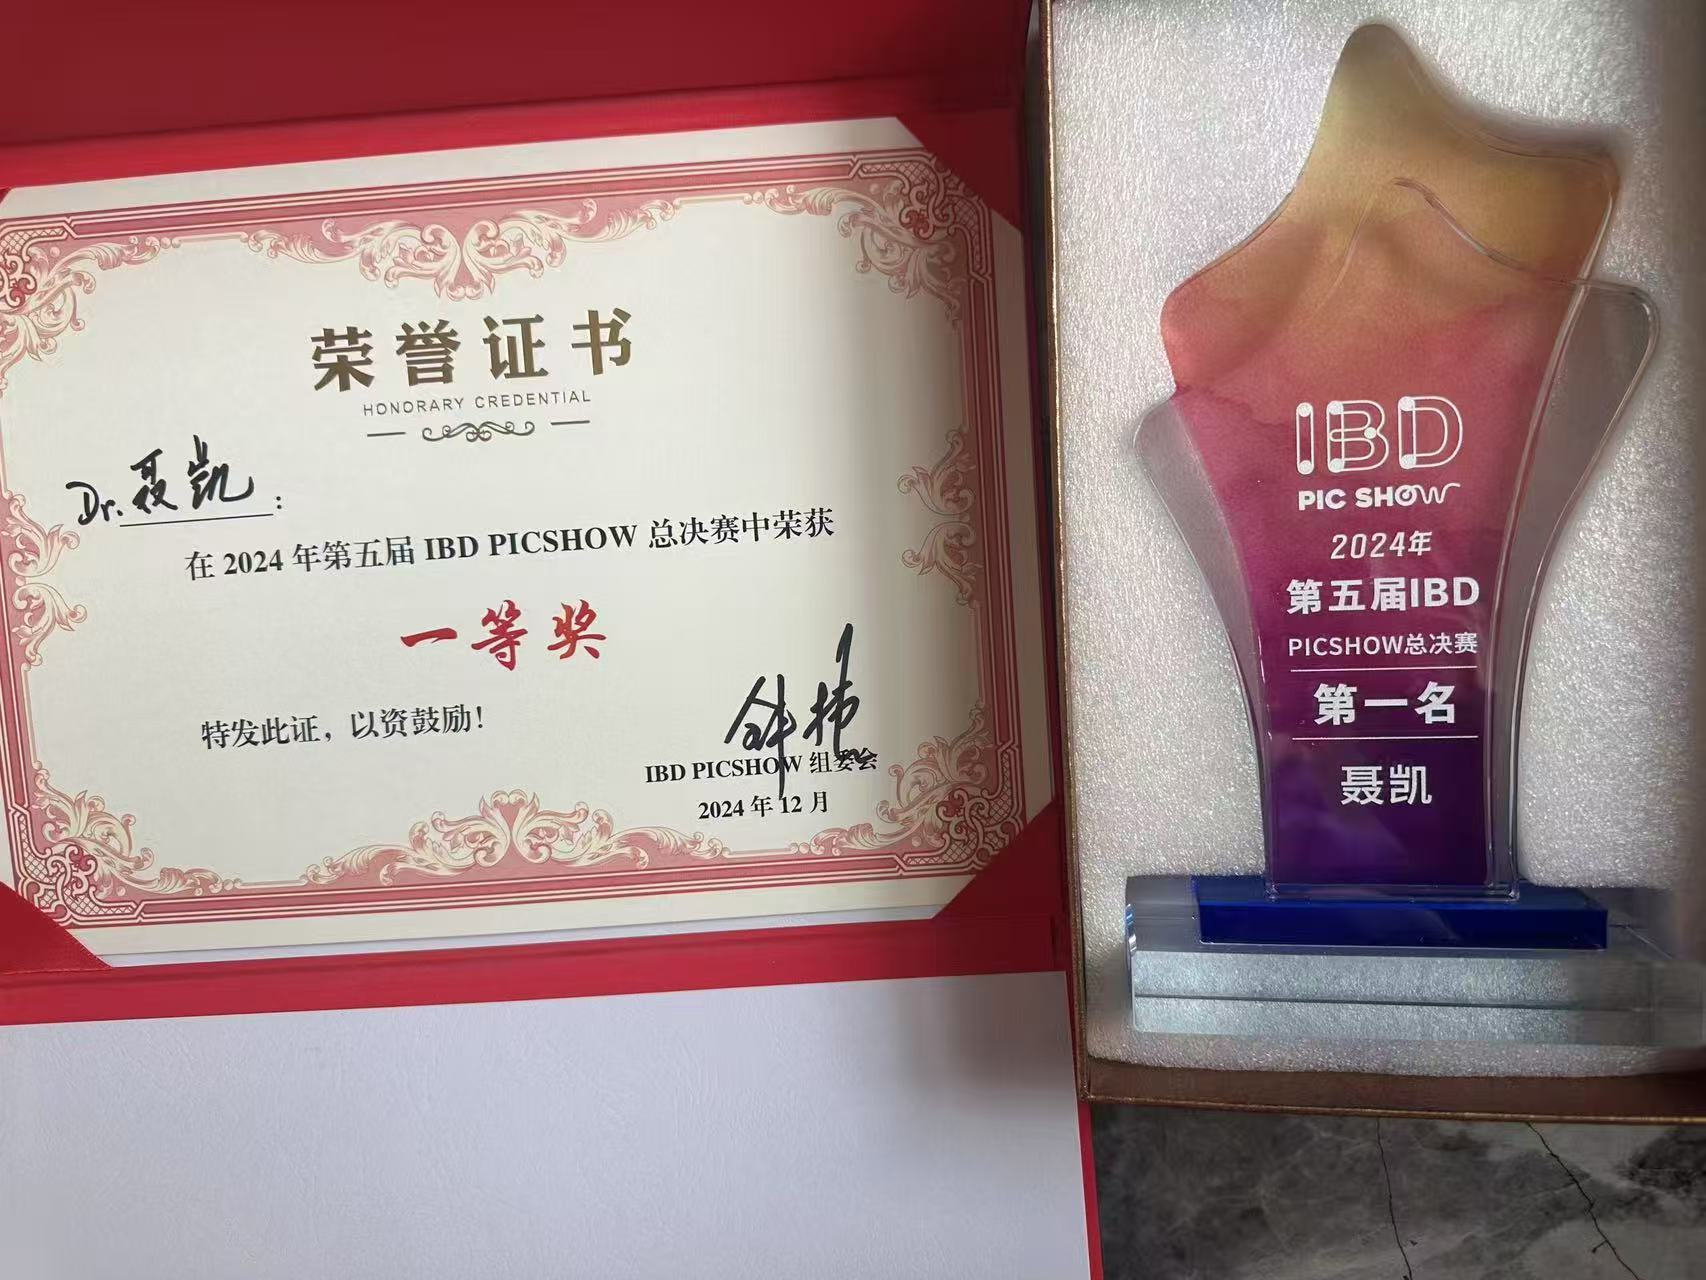 荣誉证书
HONORARY CREDENTIAL
Dr. 聂凯:
在 2024 年第五届 IBD PICSHOW 总决赛中荣获
一等奖
特发此证，以资鼓励！
IBD PICSHOW 组委会
2024 年 12 月
IBD
PIC SHOW
2024年
第五届IBD
PICSHOW总决赛
第一名
聂凯